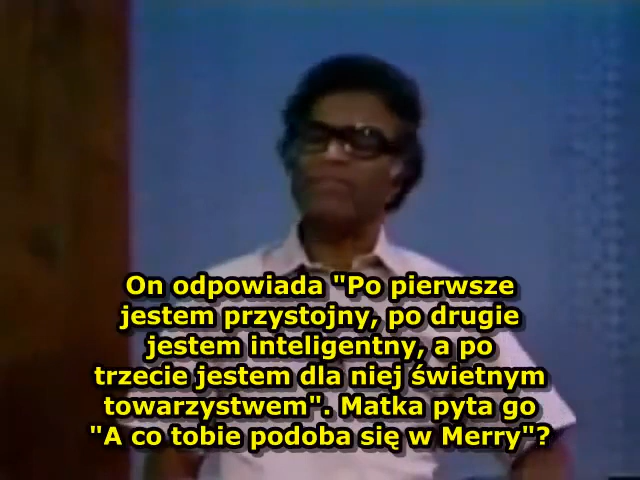 On odpowiada "Po pierwsze
jestem przystojny, po drugie
jestem inteligentny, a po
trzecie jestem dla niej świetnym
towarzystwem". Matka pyta go
"A co tobie podoba się w Merry"?